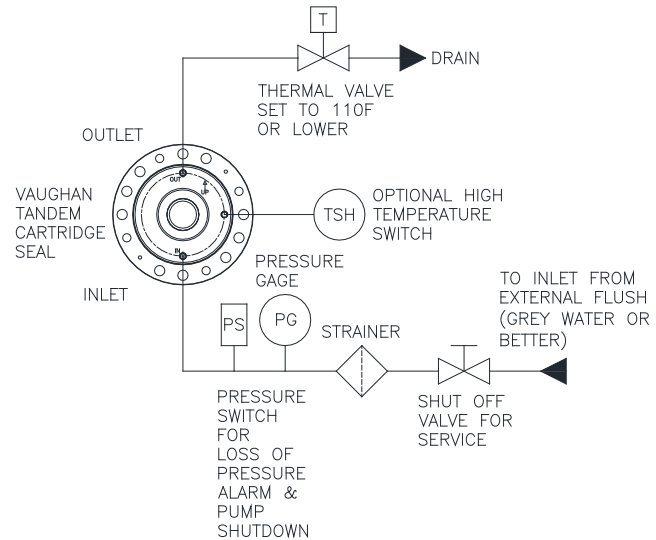 T
DRAIN
THERMAL VALVE
SET TO 110F
OR LOWER
OUTLET
OUT
UP
VAUGHAN
TANDEM
CARTRIDGE
SEAL
TSH
OPTIONAL HIGH
TEMPERATURE
SWITCH
IN
INLET
PRESSURE
GAGE
PS
PG
STRAINER
TO INLET FROM
EXTERNAL FLUSH
(GREY WATER OR
BETTER)
PRESSURE
SWITCH
FOR
LOSS OF
PRESSURE
ALARM &
PUMP
SHUTDOWN
SHUT OFF
VALVE FOR
SERVICE